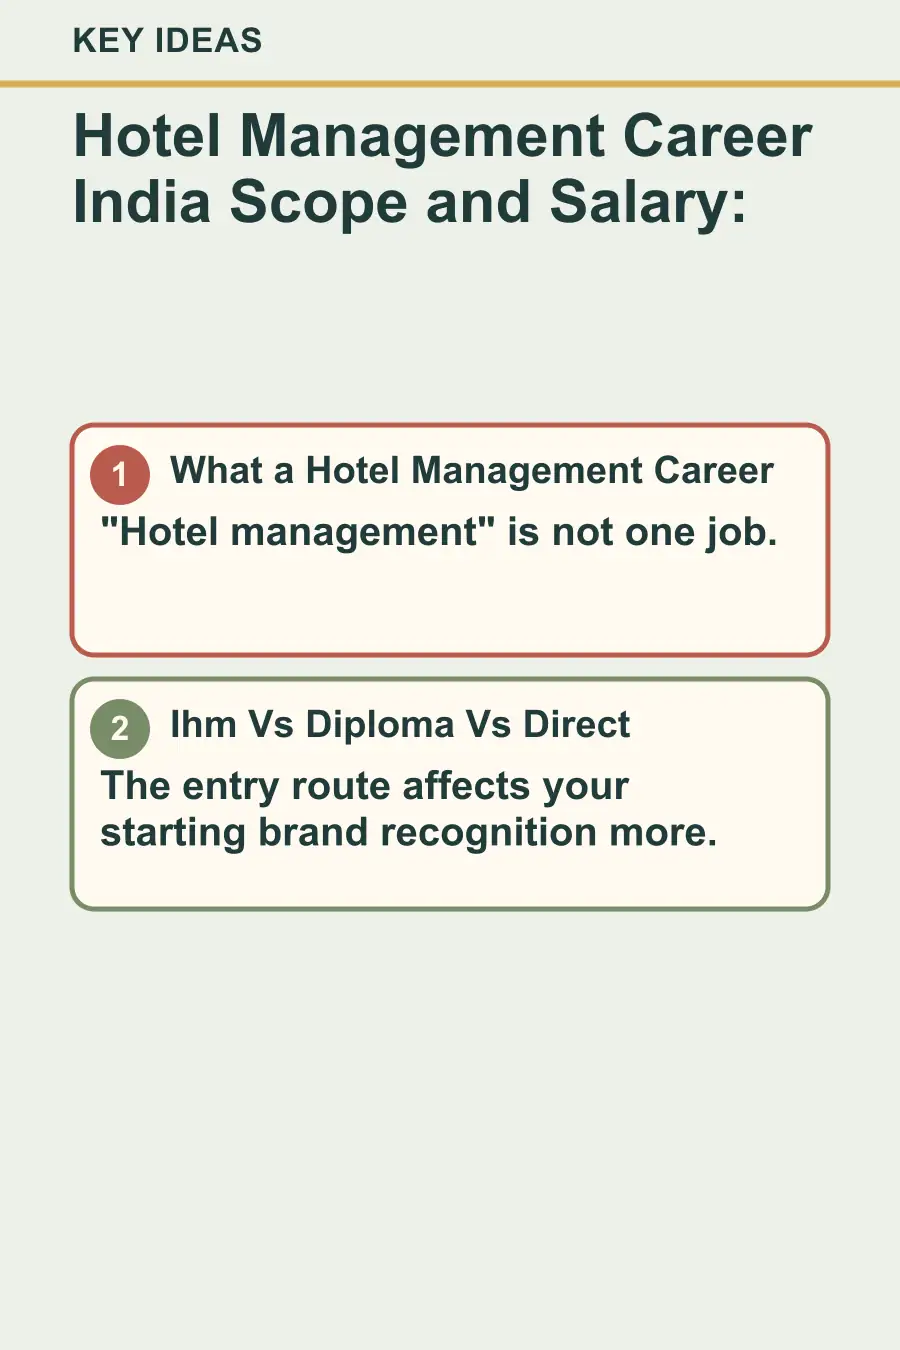 KEY IDEAS
Hotel Management Career
India Scope and Salary:
1 What a Hotel Management Career
"Hotel management" is not one job.
2 Ihm Vs Diploma Vs Direct
The entry route affects your
starting brand recognition more.